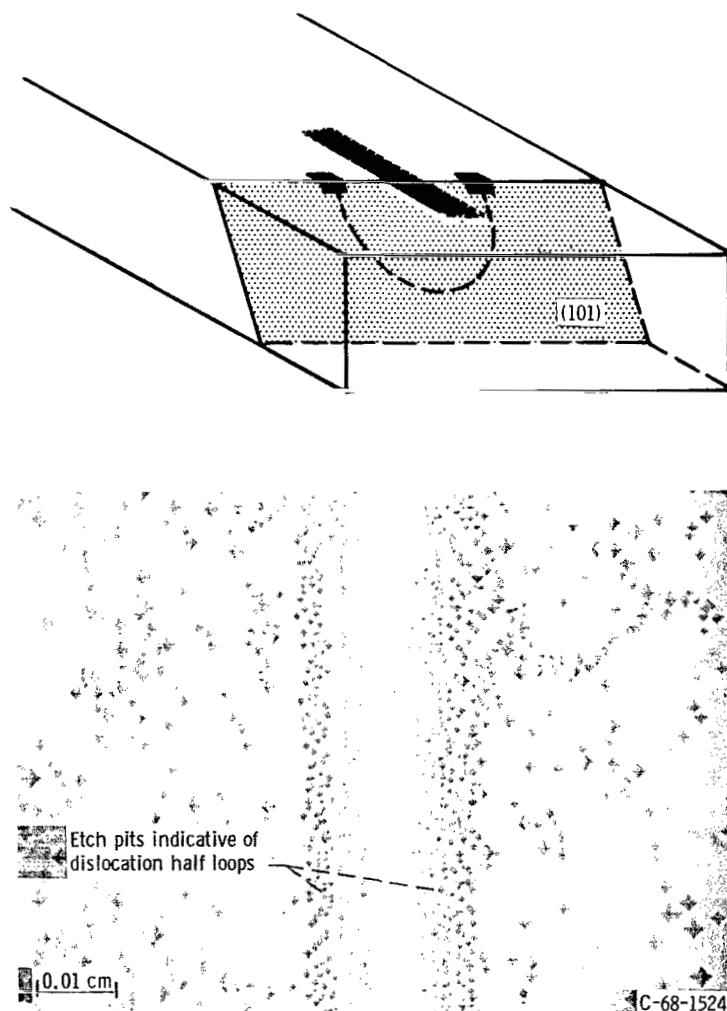 (101)
Etch pits indicative of
dislocation half loops
0.01 cm
C-68-1524